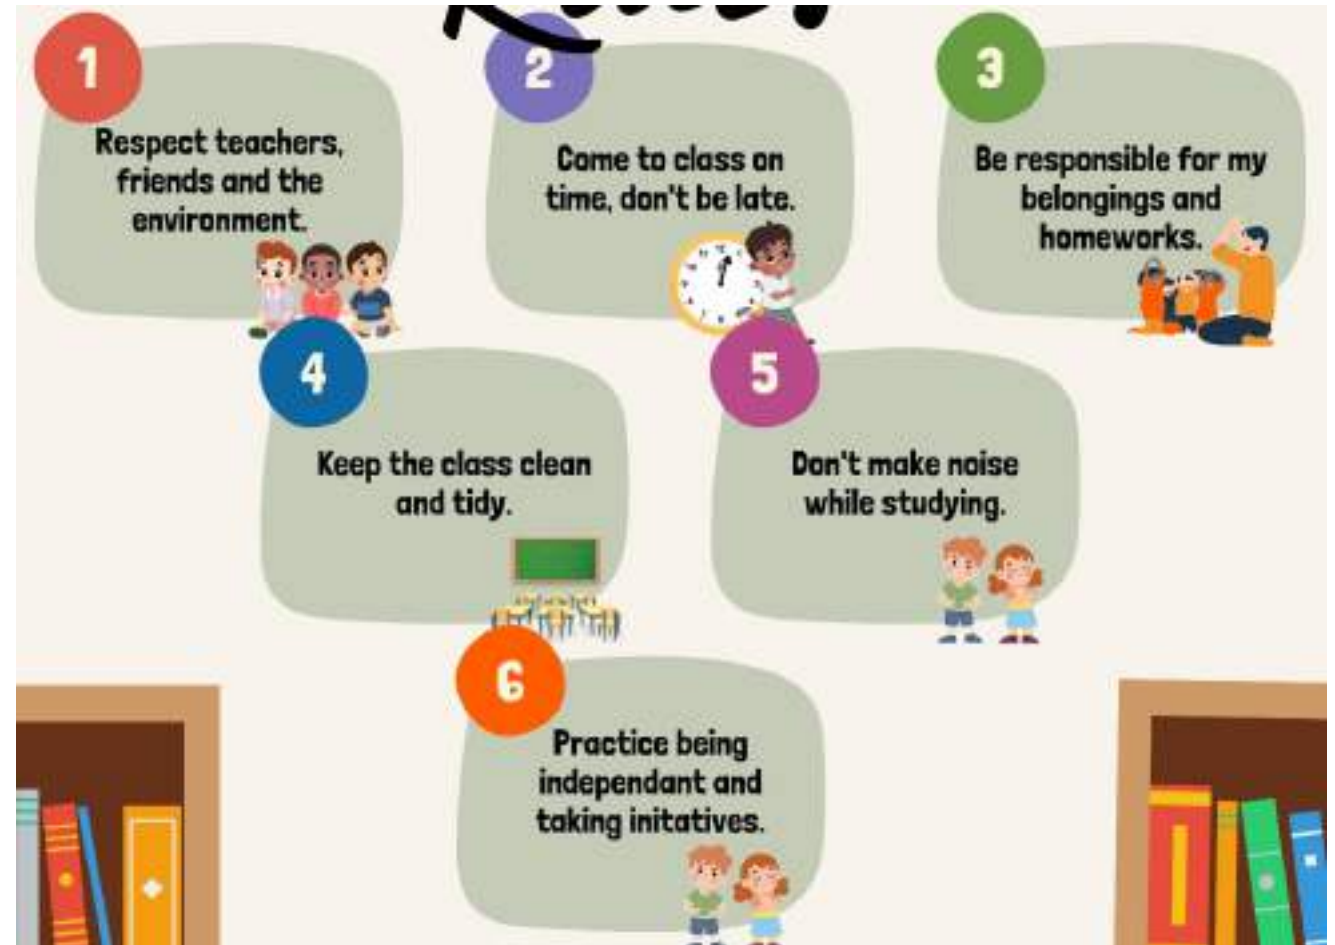 1
Respect teachers,
friends and the
environment.
2
Come to class on
time, don't be late.
3
Be responsible for my
belongings and
homeworks.
4
Keep the class clean
and tidy.
5
Don't make noise
while studying.
6
Practice being
independant and
taking initatives.